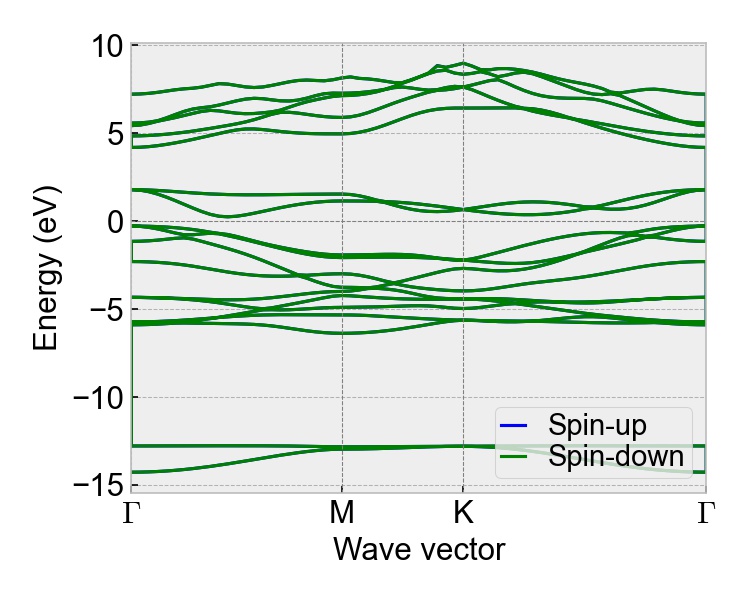 10
5
0
−5
−10
−15
Energy (eV)
Spin-up
Spin-down
Γ M K Γ
Wave vector